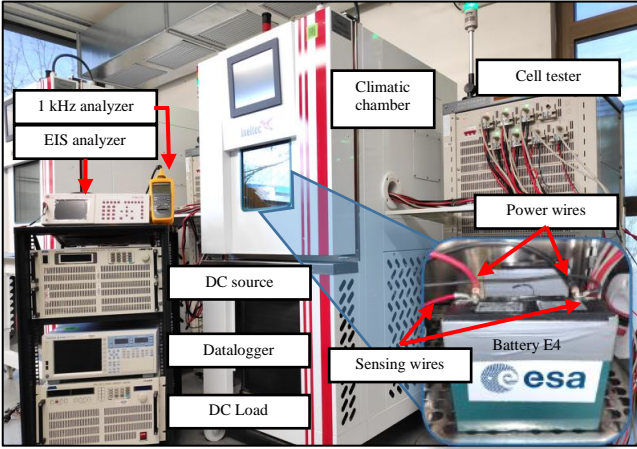 Cell tester
Climatic
chamber
1 kHz analyzer
EIS analyzer
Power wires
DC source
Datalogger
Sensing wires
Battery E4
esa
DC Load